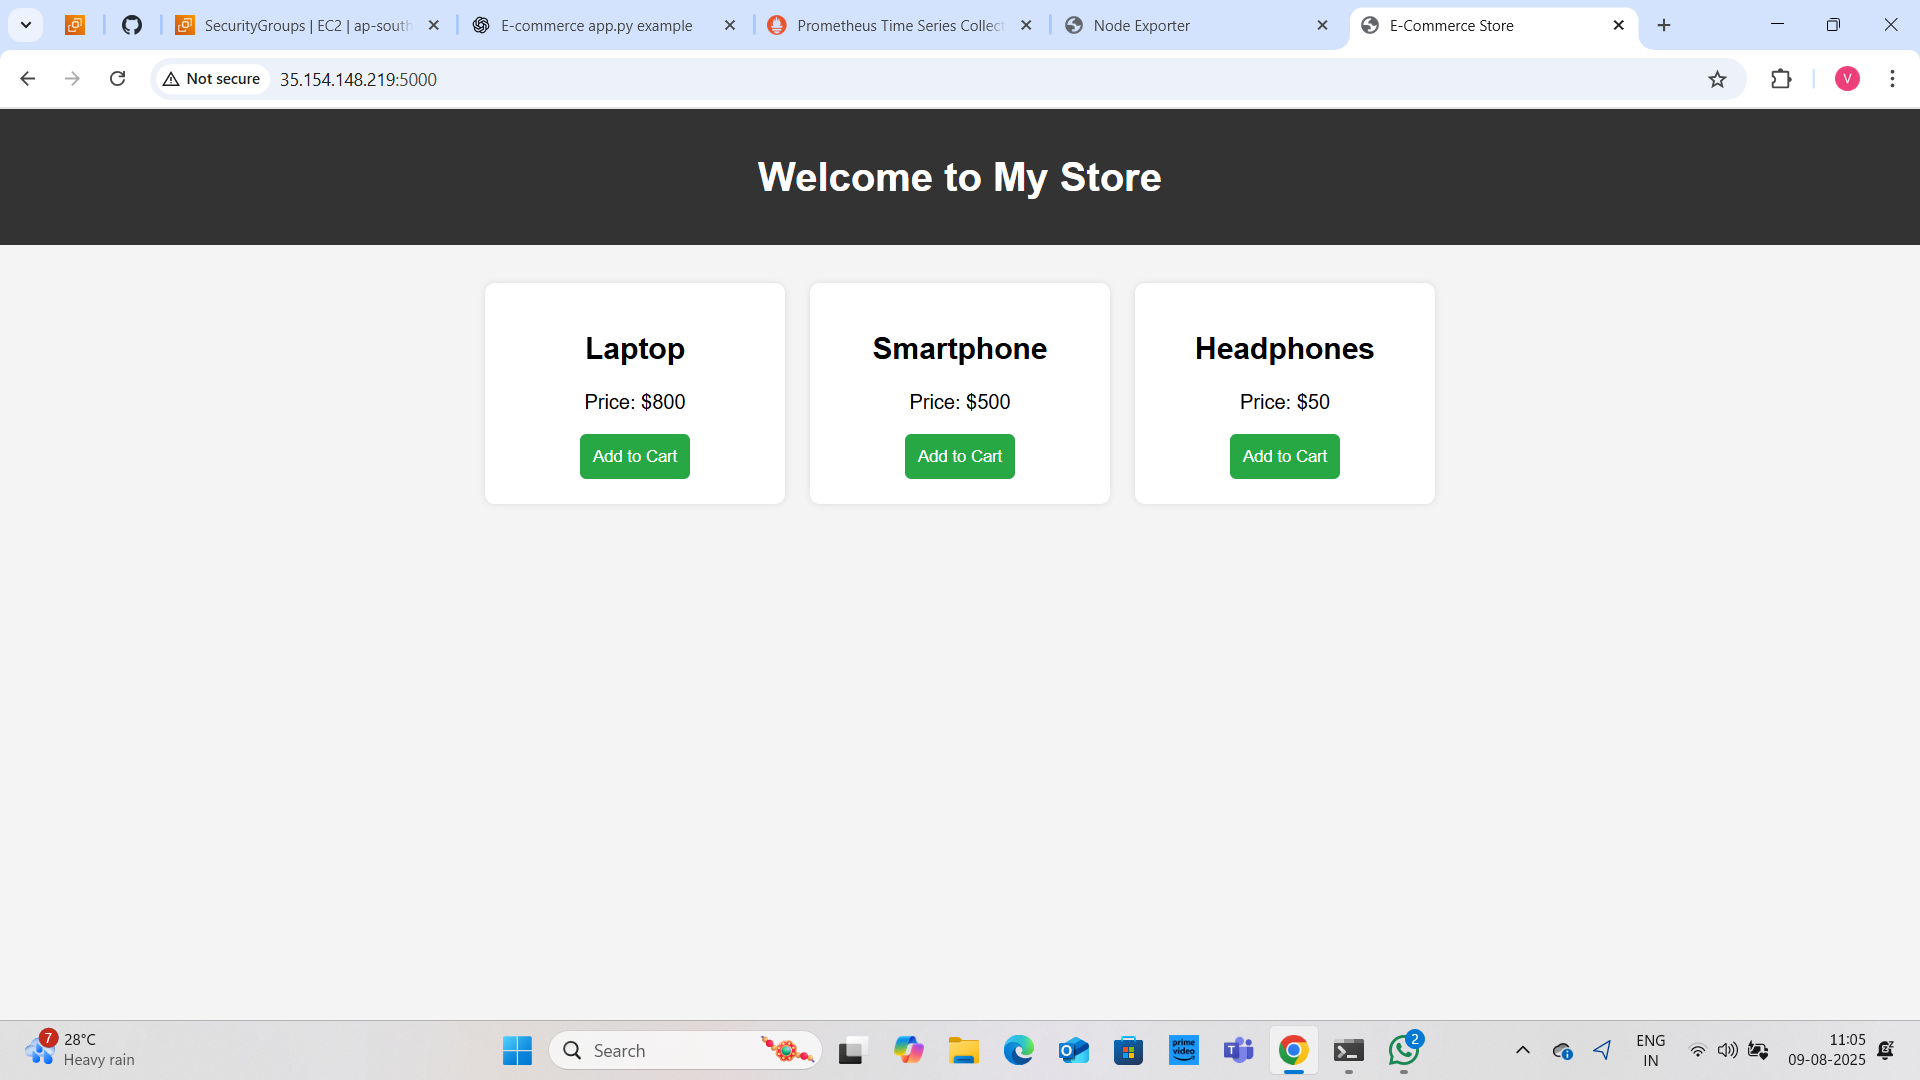 SecurityGroups | EC2 | ap-south
E-commerce app.py example
Prometheus Time Series Collect
Node Exporter
E-Commerce Store
Not secure
35.154.148.219:5000
V
Welcome to My Store
Laptop
Smartphone
Headphones
Price: $800
Price: $500
Price: $50
Add to Cart
Add to Cart
Add to Cart
7
28°C
Heavy rain
Search
prime video
2
ENG
IN
11:05
09-08-2025